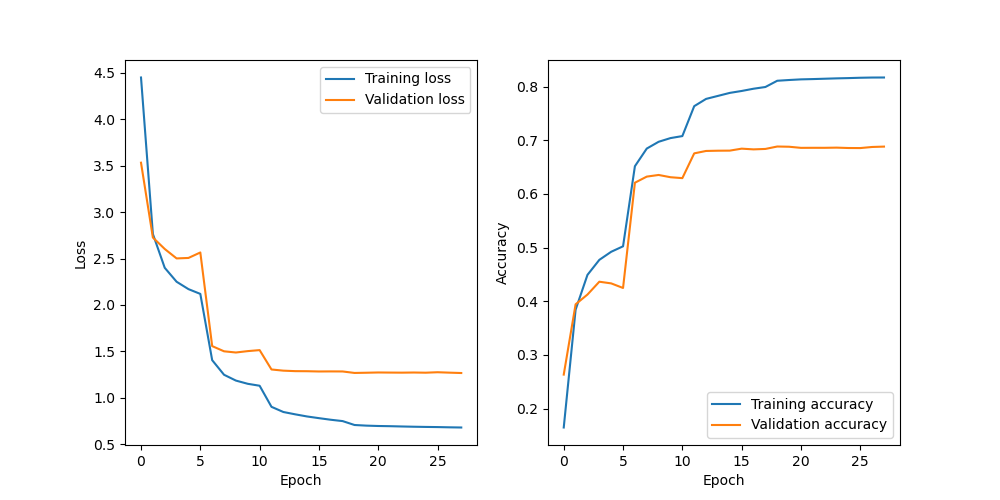 4.5
4.0
3.5
3.0
2.5
2.0
1.5
1.0
0.5
Loss
0 5 10 15 20 25
Epoch
Training loss
Validation loss
0.8
0.7
0.6
0.5
0.4
0.3
0.2
Accuracy
0 5 10 15 20 25
Epoch
Training accuracy
Validation accuracy